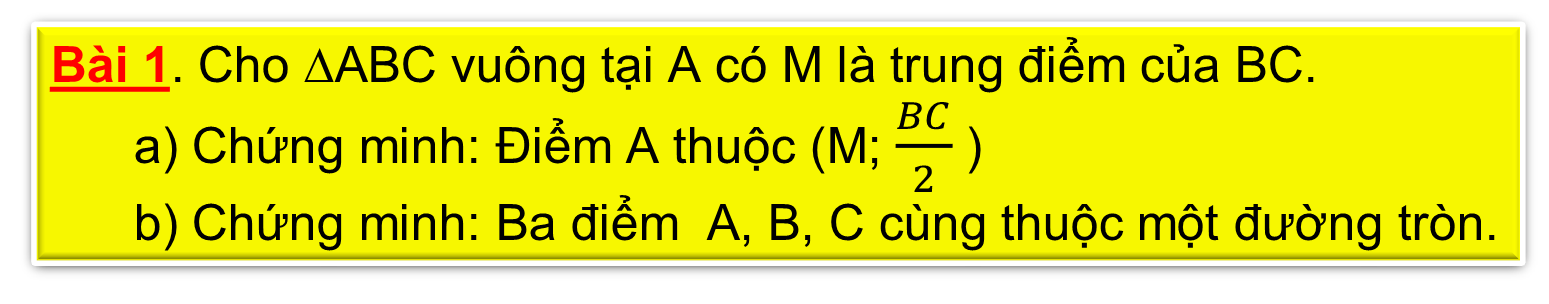 Bài 1. Cho ∆ABC vuông tại A có M là trung điểm của BC.
a) Chứng minh: Điểm A thuộc (M; BC/2 )
b) Chứng minh: Ba điểm A, B, C cùng thuộc một đường tròn.